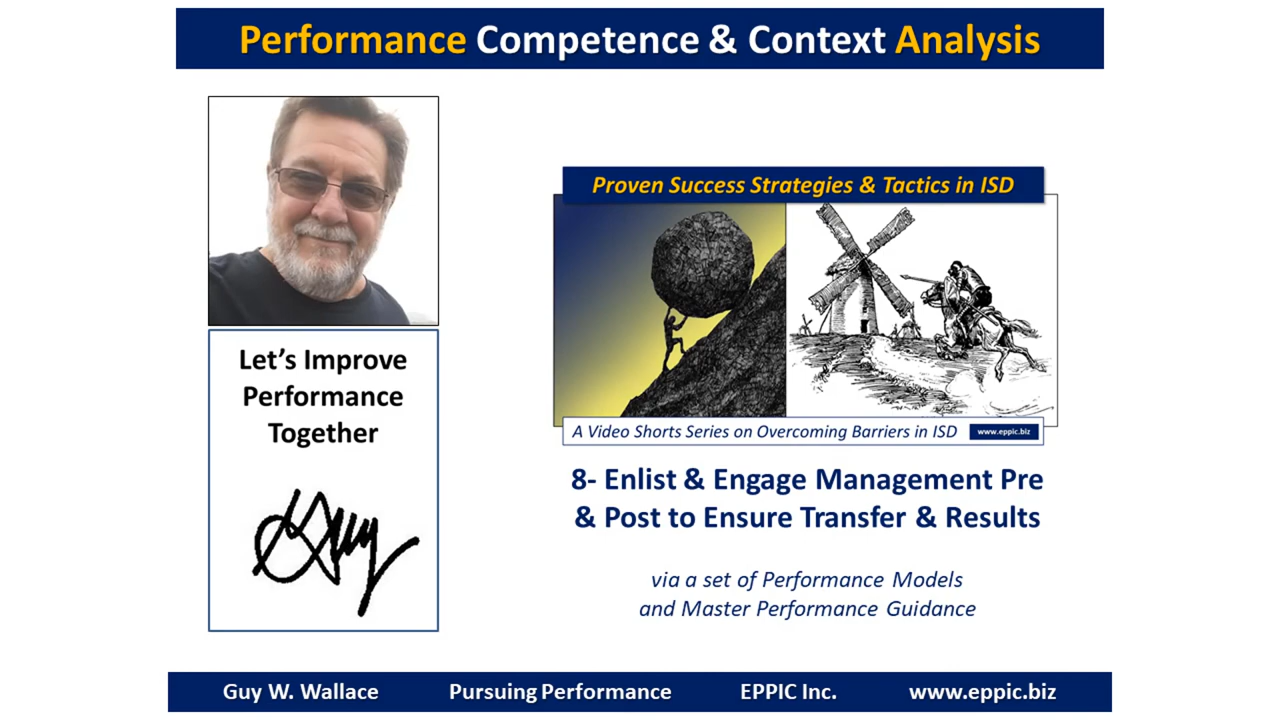 Performance Competence & Context Analysis
Let's Improve
Performance
Together
Guy
Proven Success Strategies & Tactics in ISD
A Video Shorts Series on Overcoming Barriers in ISD www.eppic.biz
8- Enlist & Engage Management Pre
& Post to Ensure Transfer & Results
via a set of Performance Models
and Master Performance Guidance
Guy W. Wallace Pursuing Performance EPPIC Inc. www.eppic.biz